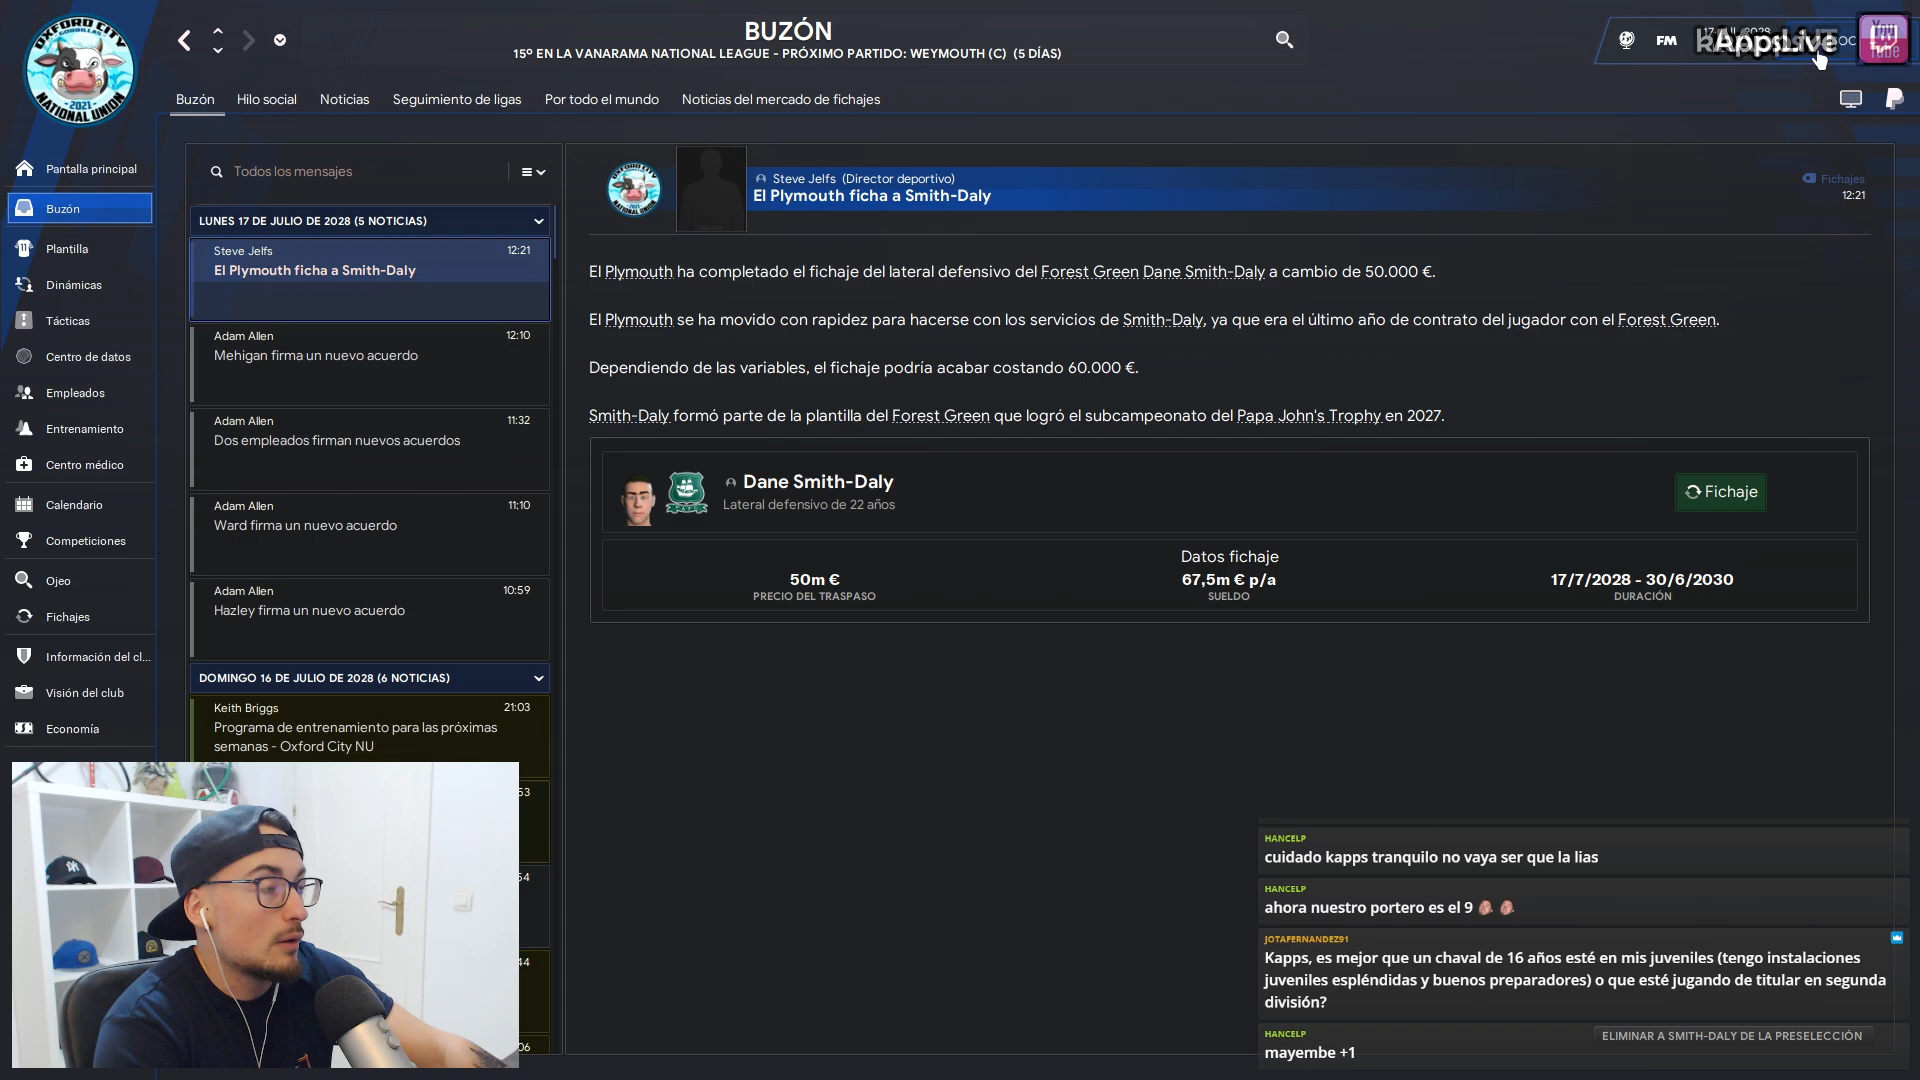 OXFORD CITY
GORRILLAS
-2021-
NATIONAL UNION
BUZÓN
15º EN LA VANARAMA NATIONAL LEAGUE - PRÓXIMO PARTIDO: WEYMOUTH (C) (5 DÍAS)
FM
kAppsLive
You
Tube
Buzón
Hilo social
Noticias
Seguimiento de ligas
Por todo el mundo
Noticias del mercado de fichajes
Pantalla principal
Buzón
Plantilla
Dinámicas
Tácticas
Centro de datos
Empleados
Entrenamiento
Centro médico
Calendario
Competiciones
Ojeo
Fichajes
Información del cl...
Visión del club
Economía
Todos los mensajes
LUNES 17 DE JULIO DE 2028 (5 NOTICIAS)
Steve Jelfs 12:21
El Plymouth ficha a Smith-Daly
Adam Allen 12:10
Mehigan firma un nuevo acuerdo
Adam Allen 11:32
Dos empleados firman nuevos acuerdos
Adam Allen 11:10
Ward firma un nuevo acuerdo
Adam Allen 10:59
Hazley firma un nuevo acuerdo
DOMINGO 16 DE JULIO DE 2028 (6 NOTICIAS)
Keith Briggs 21:03
Programa de entrenamiento para las próximas
semanas - Oxford City NU
53
54
44
06
Steve Jelfs (Director deportivo)
El Plymouth ficha a Smith-Daly
Fichajes
12:21
El Plymouth ha completado el fichaje del lateral defensivo del Forest Green Dane Smith-Daly a cambio de 50.000 €.
El Plymouth se ha movido con rapidez para hacerse con los servicios de Smith-Daly, ya que era el último año de contrato del jugador con el Forest Green.
Dependiendo de las variables, el fichaje podría acabar costando 60.000 €.
Smith-Daly formó parte de la plantilla del Forest Green que logró el subcampeonato del Papa John's Trophy en 2027.
Dane Smith-Daly
Lateral defensivo de 22 años
Fichaje
Datos fichaje
50m €
PRECIO DEL TRASPASO
67,5m € p/a
SUELDO
17/7/2028 - 30/6/2030
DURACIÓN
HANCELP
cuidado kapps tranquilo no vaya ser que la lias
HANCELP
ahora nuestro portero es el 9
JOTAFERNANDEZ91
Kapps, es mejor que un chaval de 16 años esté en mis juveniles (tengo instalaciones
juveniles espléndidas y buenos preparadores) o que esté jugando de titular en segunda
división?
HANCELP
mayembe +1
ELIMINAR A SMITH-DALY DE LA PRESELECCIÓN